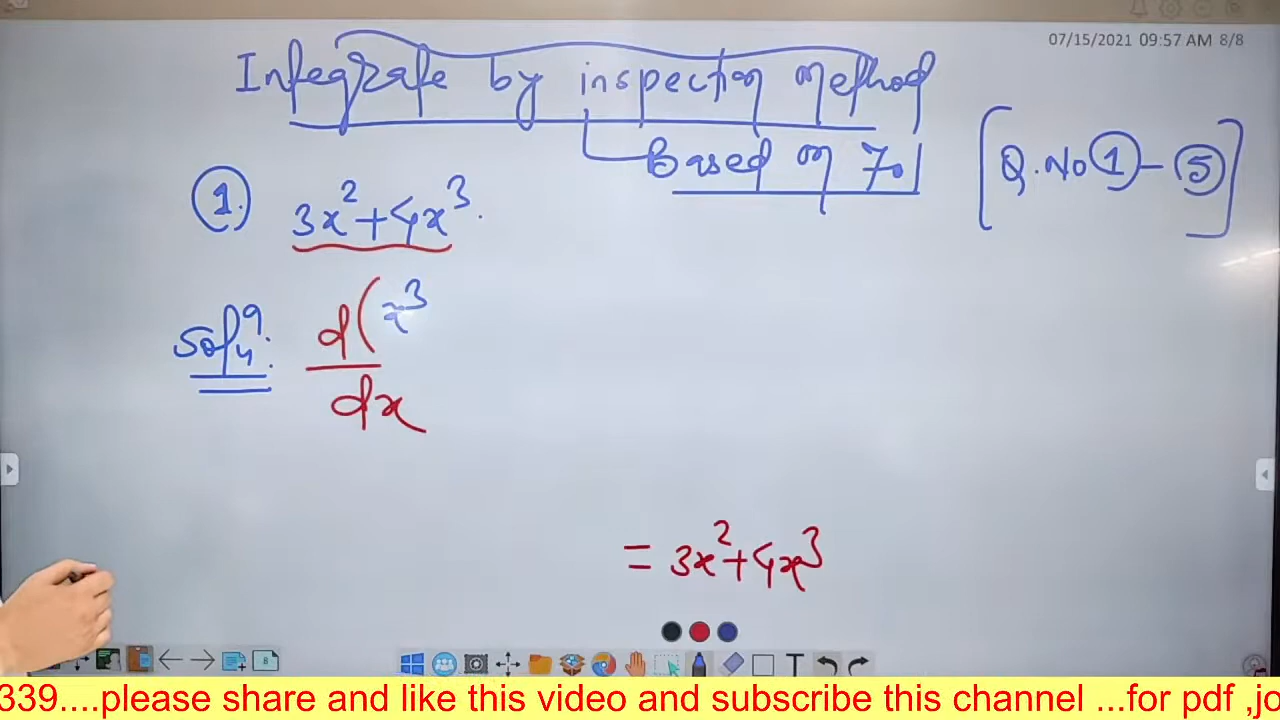 07/15/2021 09:57 AM 8/8
Integrate by inspection method
Based on 7.1
[Q.No ① - ⑤]
①. 3x² + 4x³.
Solⁿ:
d(x³
dx
= 3x² + 4x³
8
T
339....please share and like this video and subscribe this channel ...for pdf ,jo